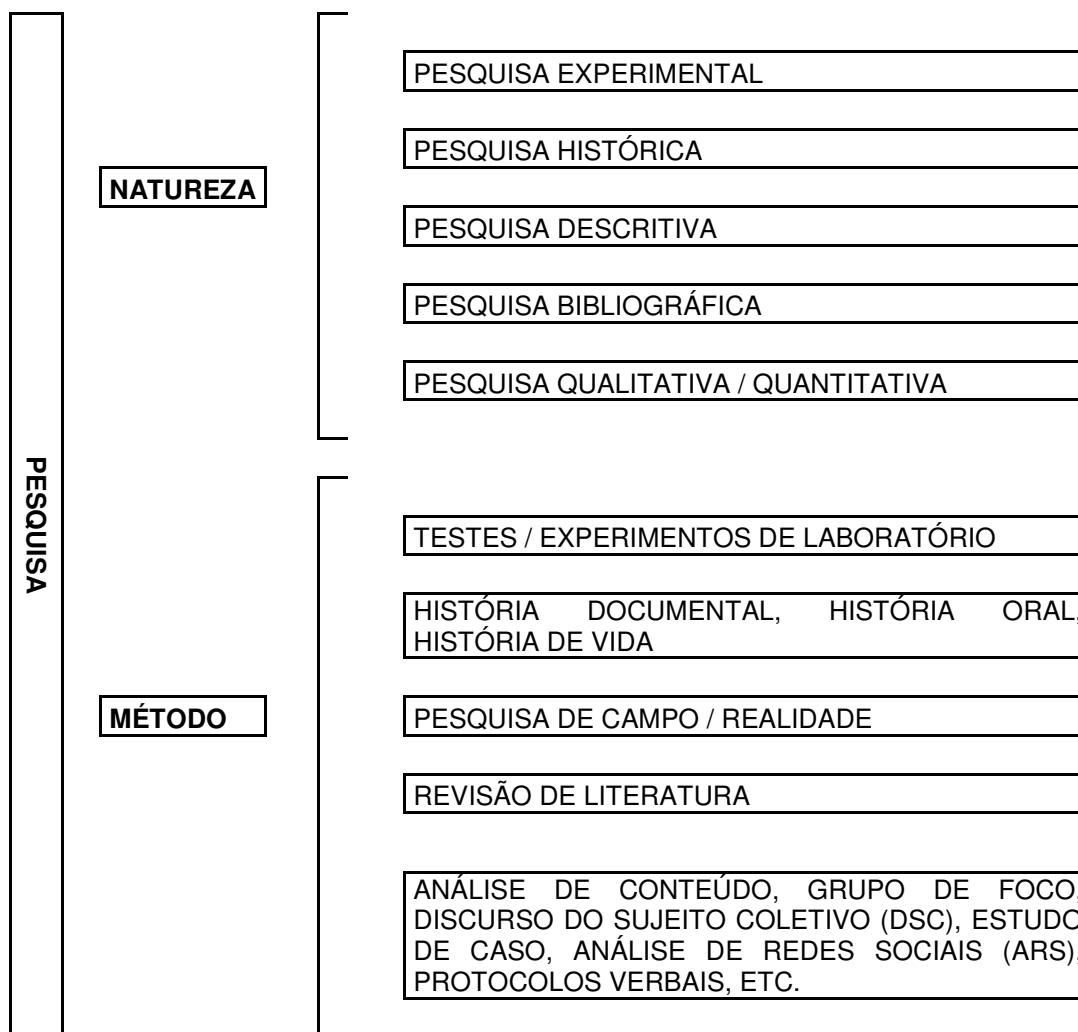 PESQUISA
NATUREZA
PESQUISA EXPERIMENTAL
PESQUISA HISTÓRICA
PESQUISA DESCRITIVA
PESQUISA BIBLIOGRÁFICA
PESQUISA QUALITATIVA / QUANTITATIVA
MÉTODO
TESTES / EXPERIMENTOS DE LABORATÓRIO
HISTÓRIA DOCUMENTAL, HISTÓRIA ORAL,
HISTÓRIA DE VIDA
PESQUISA DE CAMPO / REALIDADE
REVISÃO DE LITERATURA
ANÁLISE DE CONTEÚDO, GRUPO DE FOCO,
DISCURSO DO SUJEITO COLETIVO (DSC), ESTUDO
DE CASO, ANÁLISE DE REDES SOCIAIS (ARS),
PROTOCOLOS VERBAIS, ETC.